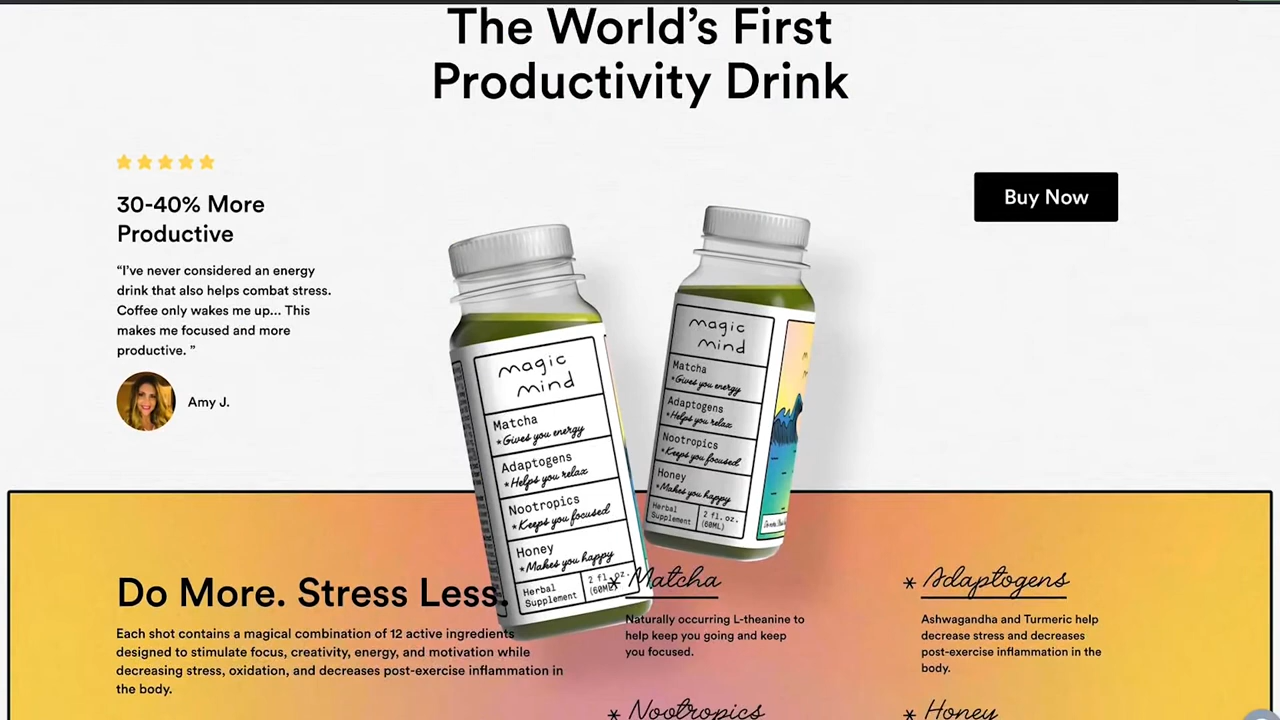 The World's First
Productivity Drink
30-40% More
Productive
“I've never considered an energy
drink that also helps combat stress.
Coffee only wakes me up... This
makes me focused and more
productive. ”
Amy J.
Buy Now
magic
mind
Matcha
*Gives you energy
Adaptogens
*Helps you relax
Nootropics
*Keeps you focused
Honey
*Makes you happy
Herbal
Supplement
2 fl. oz.
(60ML)
magic
mind
Matcha
*Gives you energy
Adaptogens
*Helps you relax
Nootropics
*Keeps you focused
Honey
*Makes you happy
Herbal
Supplement
2 fl. oz.
(60ML)
Do More. Stress Less.
Each shot contains a magical combination of 12 active ingredients
designed to stimulate focus, creativity, energy, and motivation while
decreasing stress, oxidation, and decreases post-exercise inflammation in
the body.
* Matcha
Naturally occurring L-theanine to
help keep you going and keep
you focused.
* Adaptogens
Ashwagandha and Turmeric help
decrease stress and decreases
post-exercise inflammation in the
body.
* Nootropics
* Honey